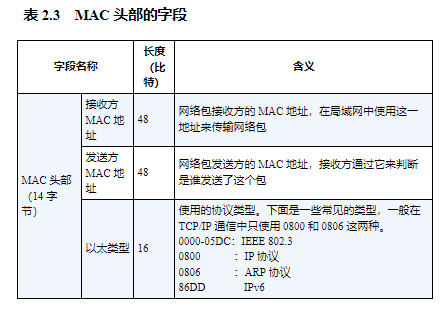 表 2.3 MAC 头部的字段
字段名称
长度
（比
特）
含义
MAC 头部
（14 字
节）
接收方
MAC 地
址
48
网络包接收方的 MAC 地址，在局域网中使用这一
地址来传输网络包
发送方
MAC 地
址
48
网络包发送方的 MAC 地址，接收方通过它来判断
是谁发送了这个包
以太类型
16
使用的协议类型。下面是一些常见的类型，一般在
TCP/IP 通信中只使用 0800 和 0806 这两种。
0000-05DC：IEEE 802.3
0800 ：IP 协议
0806 ：ARP 协议
86DD IPv6